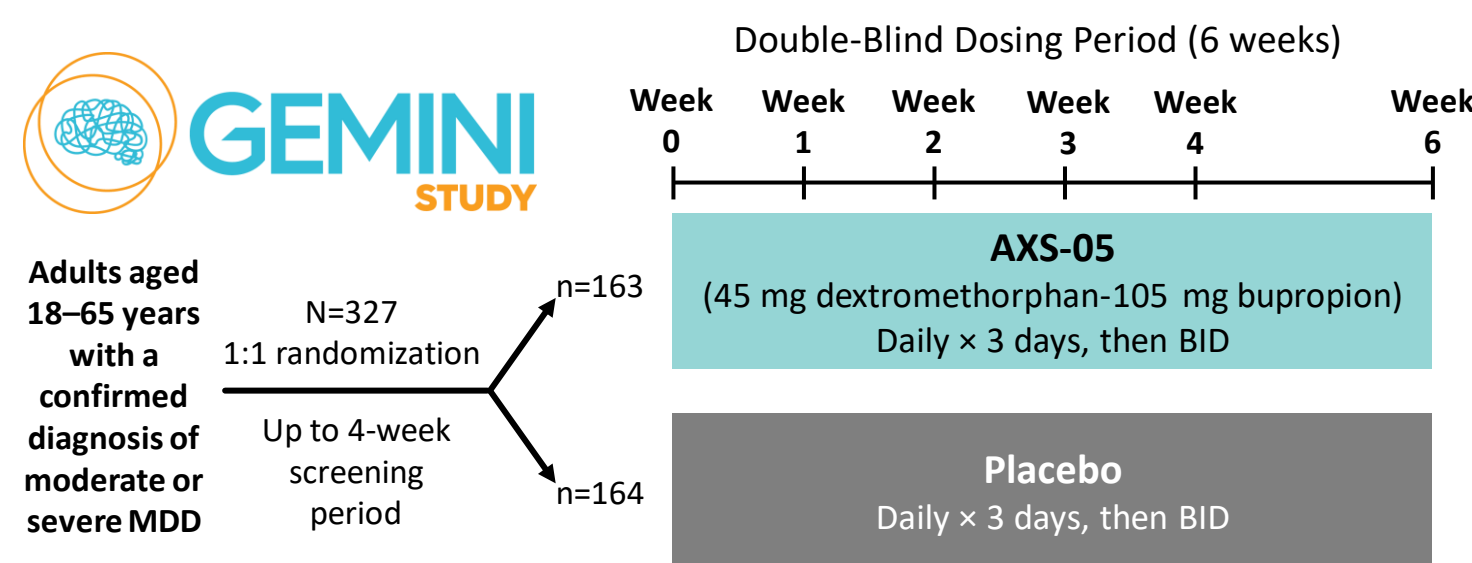 GEMINI
STUDY
Adults aged
18–65 years
with a
confirmed
diagnosis of
moderate or
severe MDD
N=327
1:1 randomization
Up to 4-week
screening
period
n=163
n=164
Double-Blind Dosing Period (6 weeks)
Week Week Week Week Week Week
0 1 2 3 4 6
AXS-05
(45 mg dextromethorphan-105 mg bupropion)
Daily × 3 days, then BID
Placebo
Daily × 3 days, then BID